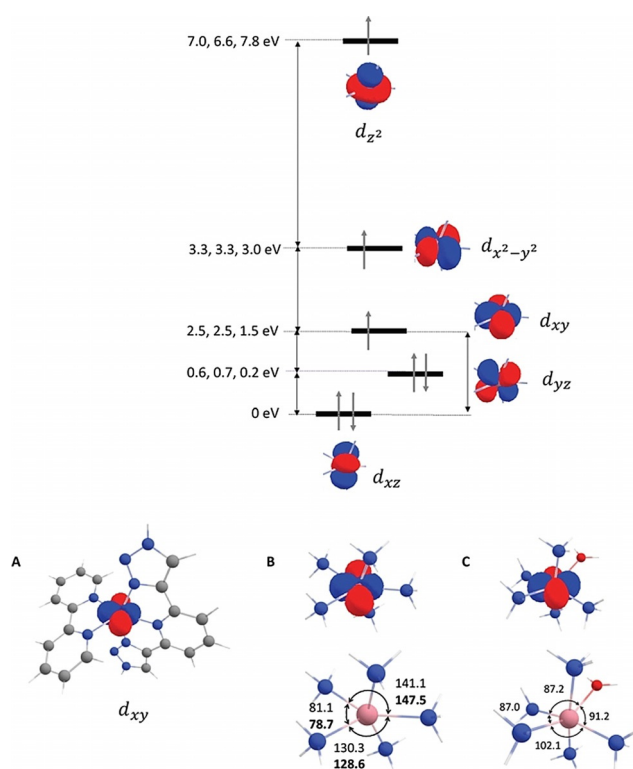 7.0, 6.6, 7.8 eV
d_{z^2}
3.3, 3.3, 3.0 eV
d_{x^2-y^2}
d_{xy}
2.5, 2.5, 1.5 eV
0.6, 0.7, 0.2 eV
d_{yz}
0 eV
d_{xz}
A
B
C
d_{xy}
141.1
147.5
81.1
78.7
130.3
128.6
87.2
87.0
91.2
102.1